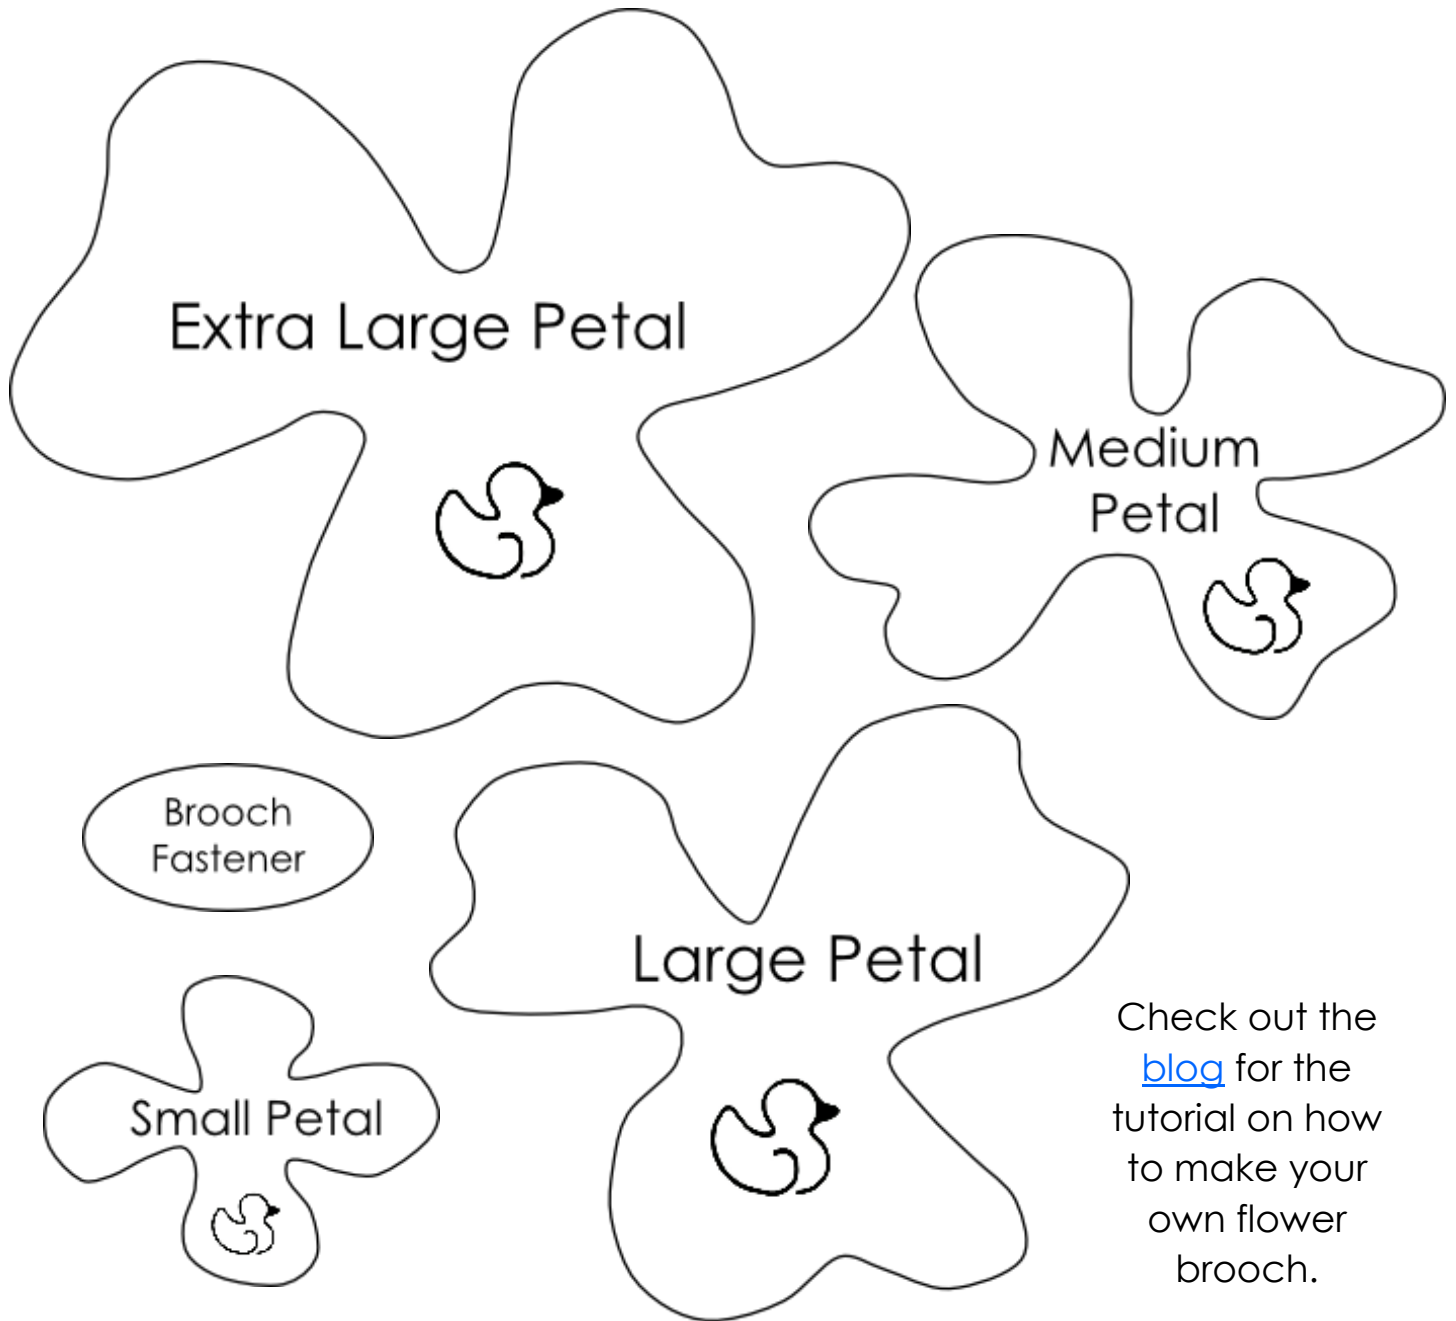 Extra Large Petal
Medium
Petal
Brooch
Fastener
Large Petal
Small Petal
Check out the
blog for the
tutorial on how
to make your
own flower
brooch.